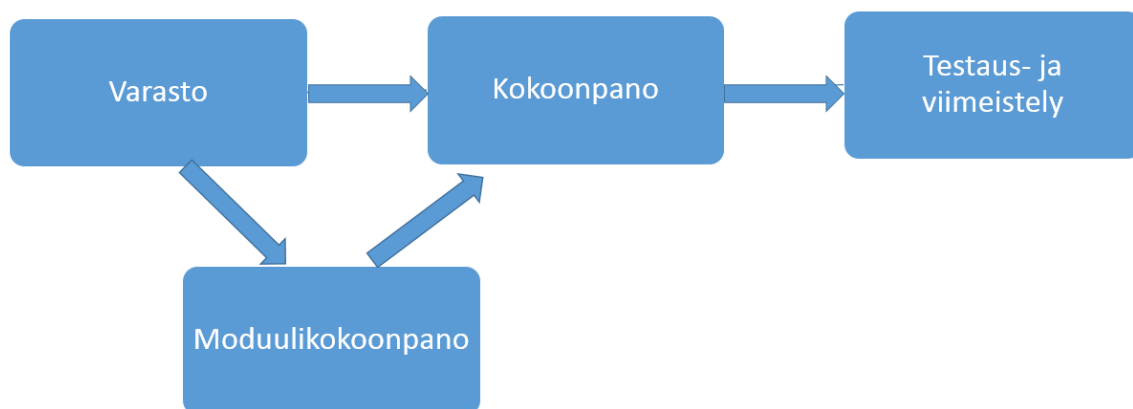 Varasto
Kokoonpano
Testaus- ja
viimeistely
Moduulikokoonpano